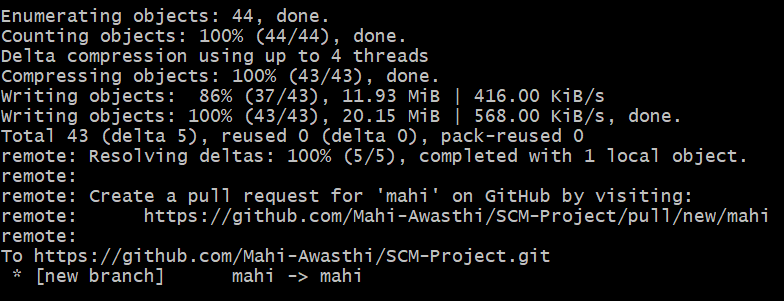 Enumerating objects: 44, done.
Counting objects: 100% (44/44), done.
Delta compression using up to 4 threads
Compressing objects: 100% (43/43), done.
Writing objects:  86% (37/43), 11.93 MiB | 416.00 KiB/s
Writing objects: 100% (43/43), 20.15 MiB | 568.00 KiB/s, done.
Total 43 (delta 5), reused 0 (delta 0), pack-reused 0
remote: Resolving deltas: 100% (5/5), completed with 1 local object.
remote:
remote: Create a pull request for 'mahi' on GitHub by visiting:
remote:      https://github.com/Mahi-Awasthi/SCM-Project/pull/new/mahi
remote:
To https://github.com/Mahi-Awasthi/SCM-Project.git
 * [new branch]      mahi -> mahi